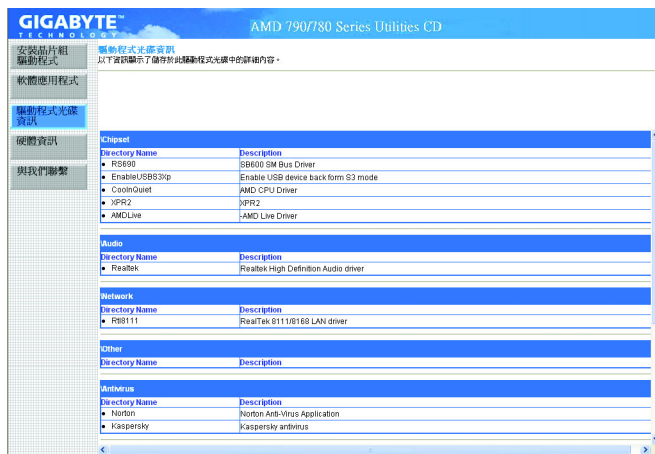 GIGABYTE™
TECHNOLOGY
AMD 790/780 Series Utilities CD
安裝晶片組
驅動程式
軟體應用程式
驅動程式光碟
資訊
硬體資訊
與我們聯繫
驅動程式光碟資訊
以下資訊顯示了儲存於此驅動程式光碟中的詳細內容。
\Chipset
Directory Name Description
• RS690 SB600 SM Bus Driver
• EnableUSBS3Xp Enable USB device back form S3 mode
• CoolnQuiet AMD CPU Driver
• XPR2 XPR2
• AMDLive -AMD Live Driver
\Audio
Directory Name Description
• Realtek Realtek High Definition Audio driver
\Network
Directory Name Description
• Rtl8111 RealTek 8111/8168 LAN driver
\Other
Directory Name Description
\Antivirus
Directory Name Description
• Norton Norton Anti-Virus Application
• Kaspersky Kaspersky antivirus